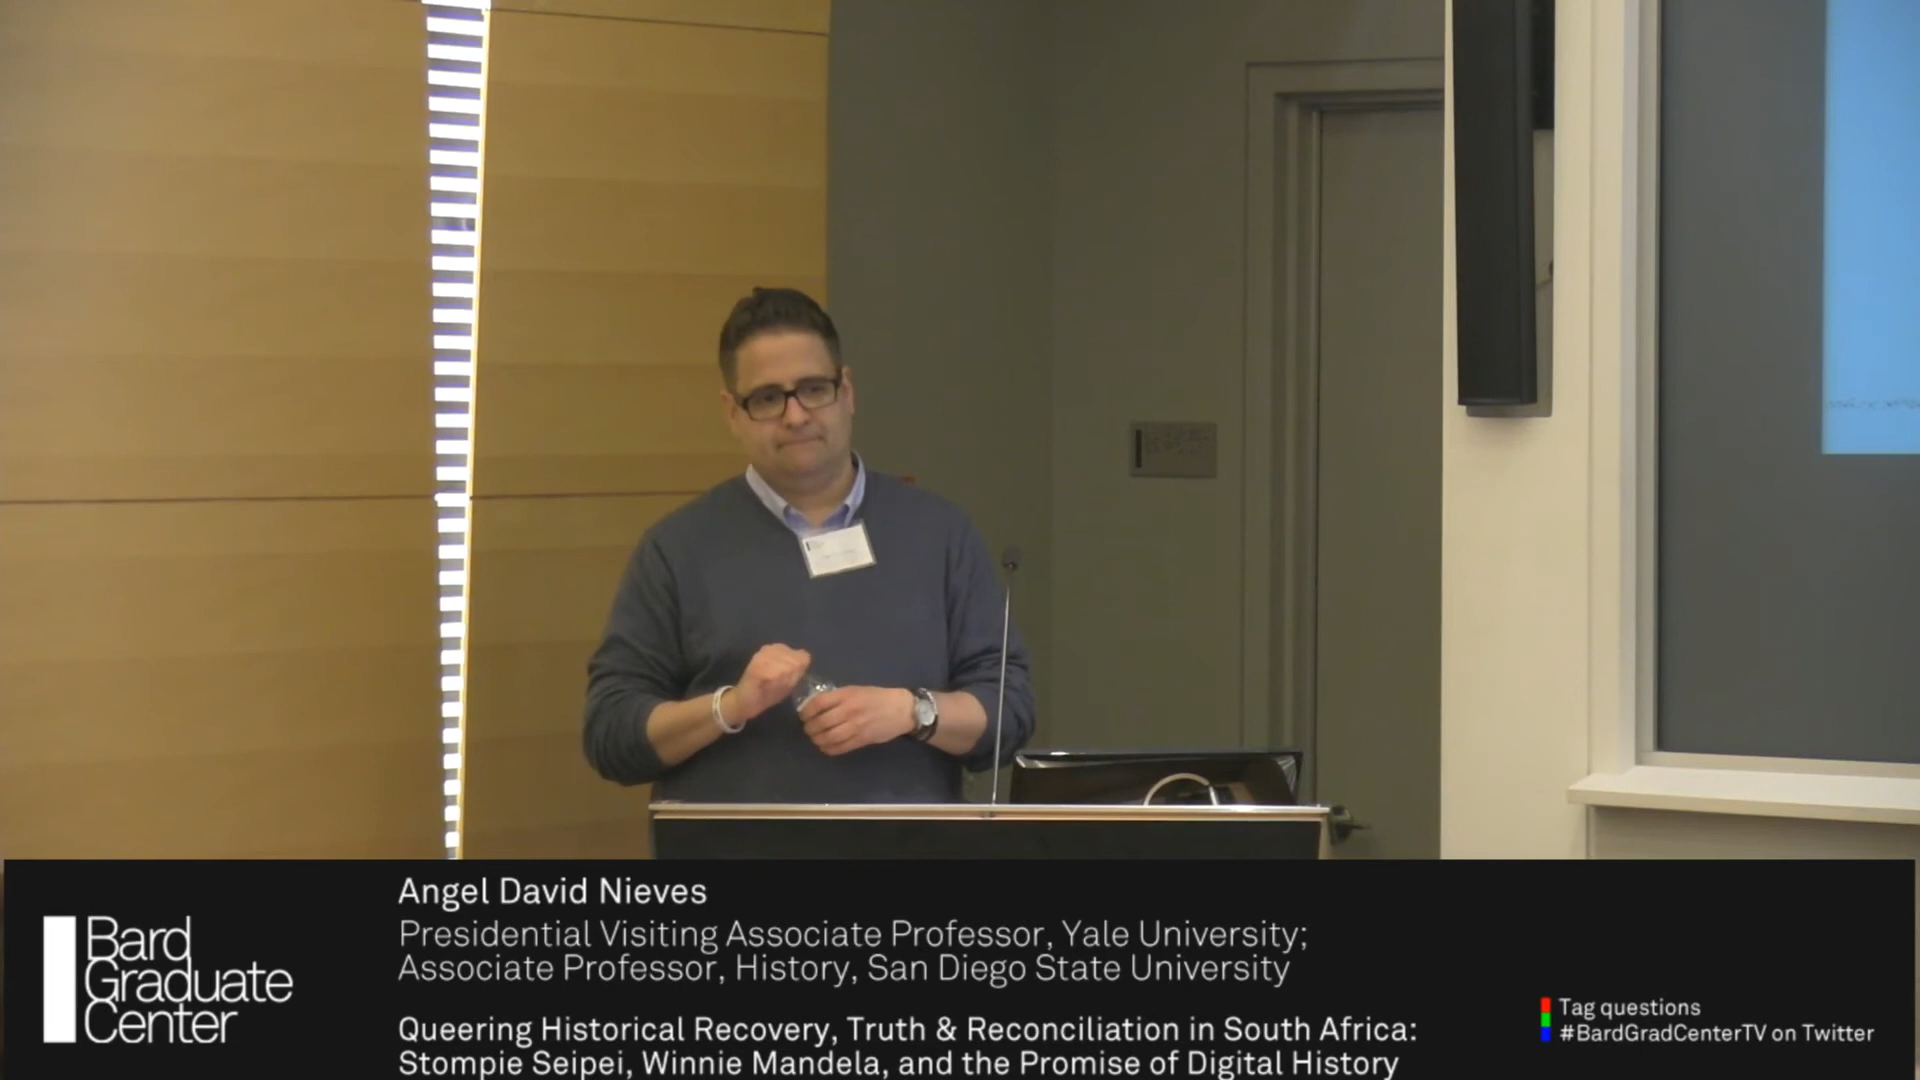 Angel David Nieves
Presidential Visiting Associate Professor, Yale University;
Associate Professor, History, San Diego State University
Bard
Graduate
Center
Queering Historical Recovery, Truth & Reconciliation in South Africa:
Stompie Seipei, Winnie Mandela, and the Promise of Digital History
Tag questions
#BardGradCenterTV on Twitter